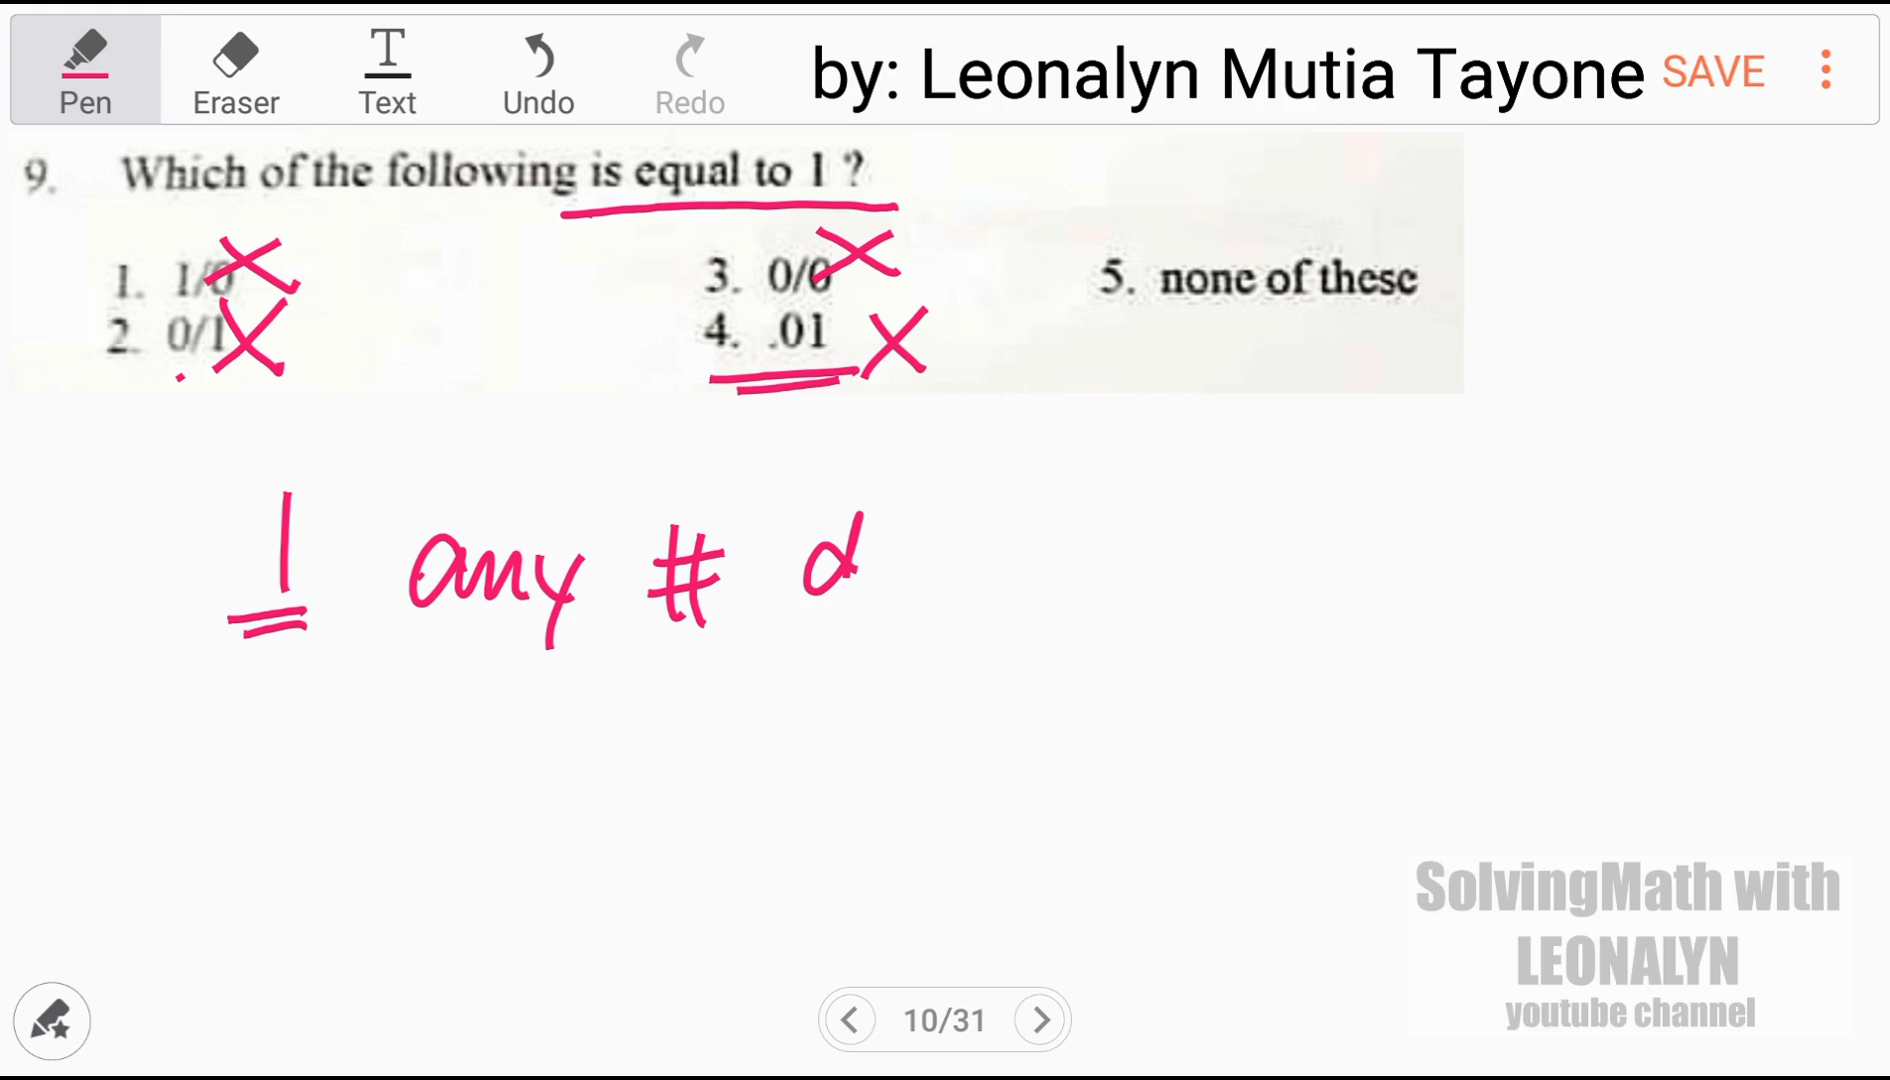 Pen
Eraser
Text
Undo
Redo
by: Leonalyn Mutia Tayone
SAVE
9. Which of the following is equal to 1 ?
1. 1/0
2. 0/1
3. 0/0
4. .01
5. none of these
1 any # d
SolvingMath with
LEONALYN
youtube channel
10/31